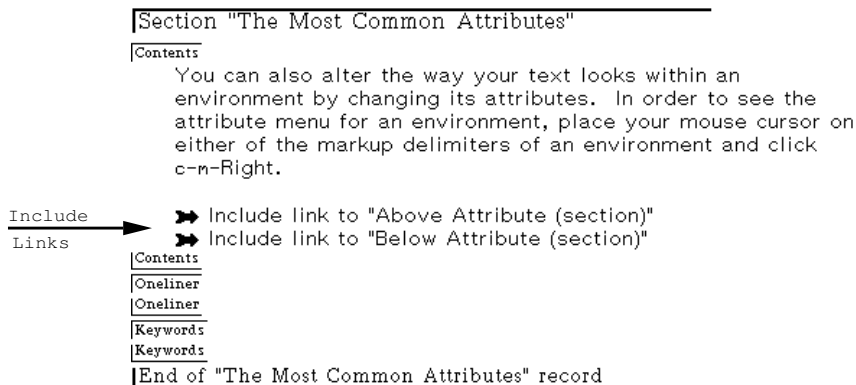 Section "The Most Common Attributes"
Contents
You can also alter the way your text looks within an
environment by changing its attributes.  In order to see the
attribute menu for an environment, place your mouse cursor on
either of the markup delimiters of an environment and click
c-m-Right.
Include
Links
Include link to "Above Attribute (section)"
Include link to "Below Attribute (section)"
Contents
Oneliner
Oneliner
Keywords
Keywords
End of "The Most Common Attributes" record